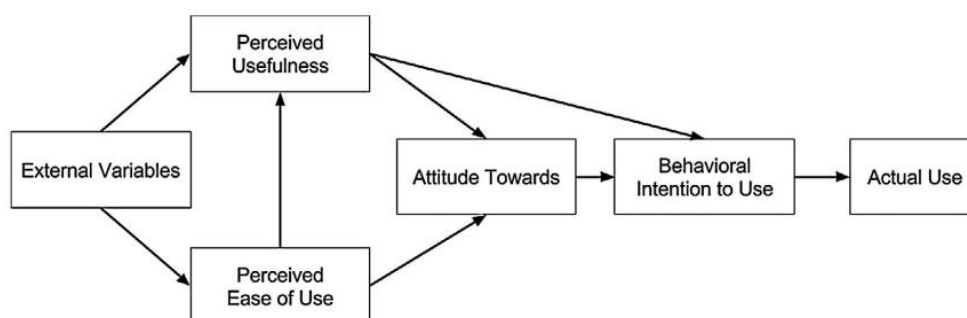 Perceived
Usefulness
External Variables
Attitude Towards
Behavioral
Intention to Use
Actual Use
Perceived
Ease of Use